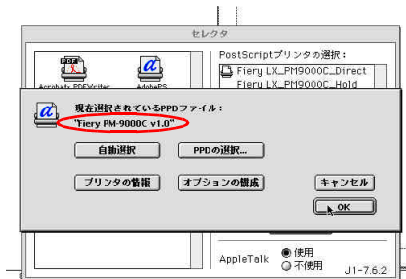 セレクタ
PostScriptプリンタの選択：
Acrobat™ PDFWriter
AdobePS
Fiery LX_PM9000C_Direct
Fiery LX_PM9000C_Hold
現在選択されているPPDファイル：
"Fiery PM-9000C v1.0"
自動選択
PPDの選択...
プリンタの情報
オプションの構成
キャンセル
OK
AppleTalk
使用
不使用
J1-7.6.2